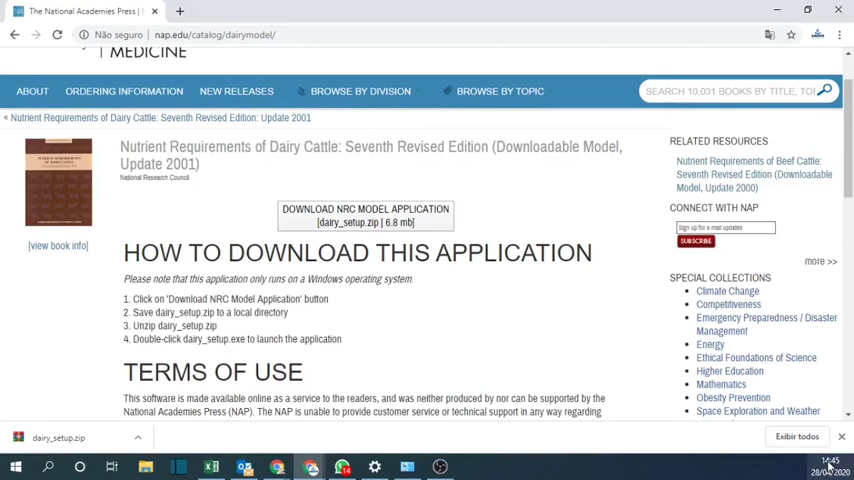 The National Academies Press |
Não seguro | nap.edu/catalog/dairymodel/
MEDICINE
ABOUT ORDERING INFORMATION NEW RELEASES BROWSE BY DIVISION BROWSE BY TOPIC SEARCH 10,031 BOOKS BY TITLE, TO
« Nutrient Requirements of Dairy Cattle: Seventh Revised Edition: Update 2001
Nutrient Requirements of Dairy Cattle: Seventh Revised Edition (Downloadable Model,
Update 2001)
National Research Council
DOWNLOAD NRC MODEL APPLICATION
[dairy_setup.zip | 6.8 mb]
[view book info]
HOW TO DOWNLOAD THIS APPLICATION
Please note that this application only runs on a Windows operating system.
1. Click on 'Download NRC Model Application' button
2. Save dairy_setup.zip to a local directory
3. Unzip dairy_setup.zip
4. Double-click dairy_setup.exe to launch the application
TERMS OF USE
This software is made available online as a service to the readers, and was neither produced by nor can be supported by the
National Academies Press (NAP). The NAP is unable to provide customer service or technical support in any way regarding
RELATED RESOURCES
Nutrient Requirements of Beef Cattle:
Seventh Revised Edition (Downloadable
Model, Update 2000)
CONNECT WITH NAP
Sign up for e-mail updates
SUBSCRIBE
more >>
SPECIAL COLLECTIONS
Climate Change
Competitiveness
Emergency Preparedness / Disaster
Management
Energy
Ethical Foundations of Science
Higher Education
Mathematics
Obesity Prevention
Space Exploration and Weather
dairy_setup.zip
Exibir todos
14
14:45
28/04/2020